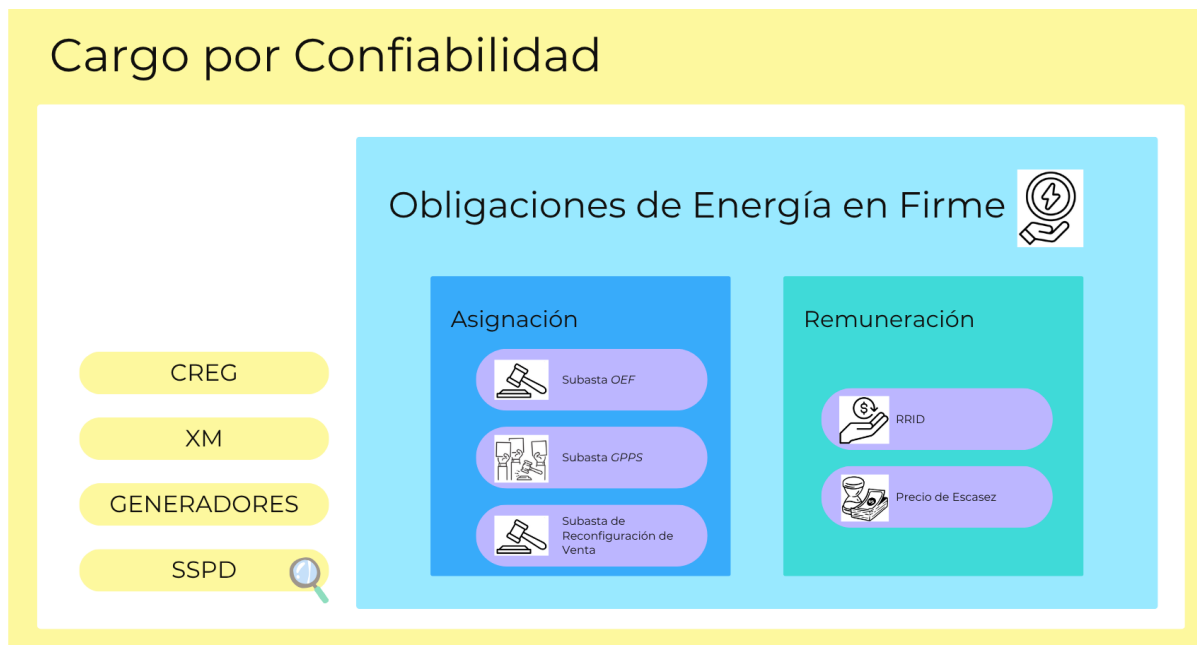 Cargo por Confiabilidad
Obligaciones de Energía en Firme
CREG
XM
GENERADORES
SSPD
Asignación
Subasta OEF
Subasta GPPS
Subasta de
Reconfiguración de
Venta
Remuneración
RRID
Precio de Escasez